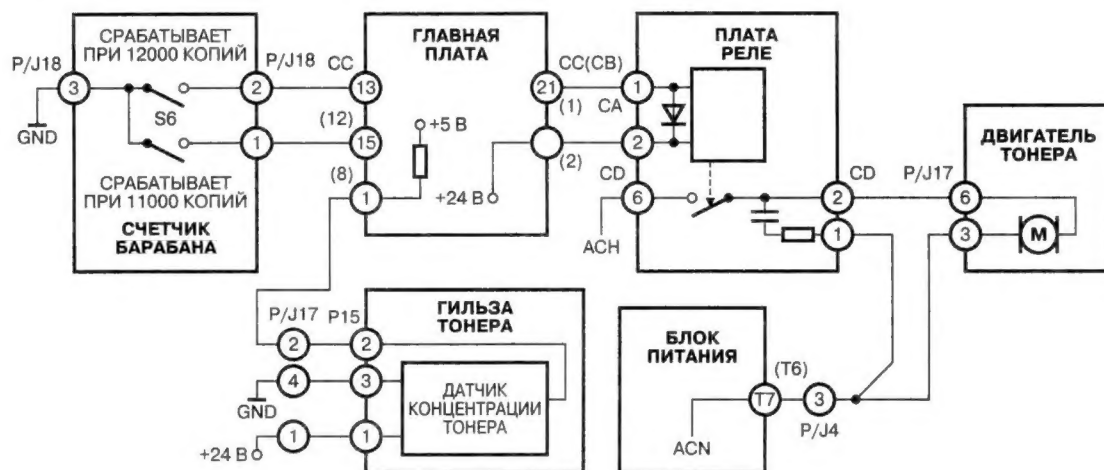 СРАБАТЫВАЕТ
ПРИ 12000 КОПИЙ
P/J18
3
GND
S6
2
1
СРАБАТЫВАЕТ
ПРИ 11000 КОПИЙ
СЧЕТЧИК
БАРАБАНА
P/J18
CC
(12)
(8)
ГЛАВНАЯ
ПЛАТА
13
15
1
+5 В
+24 В
21
CC(CB)
(1)
(2)
CA
CD
ПЛАТА
РЕЛЕ
1
2
6
ACH
2
1
CD
P/J17
ДВИГАТЕЛЬ
ТОНЕРА
6
3
М
P/J17
P15
ГИЛЬЗА
ТОНЕРА
2
2
4
3
GND
1
1
+24 В
ДАТЧИК
КОНЦЕНТРАЦИИ
ТОНЕРА
БЛОК
ПИТАНИЯ
(T6)
T7
3
P/J4
ACN